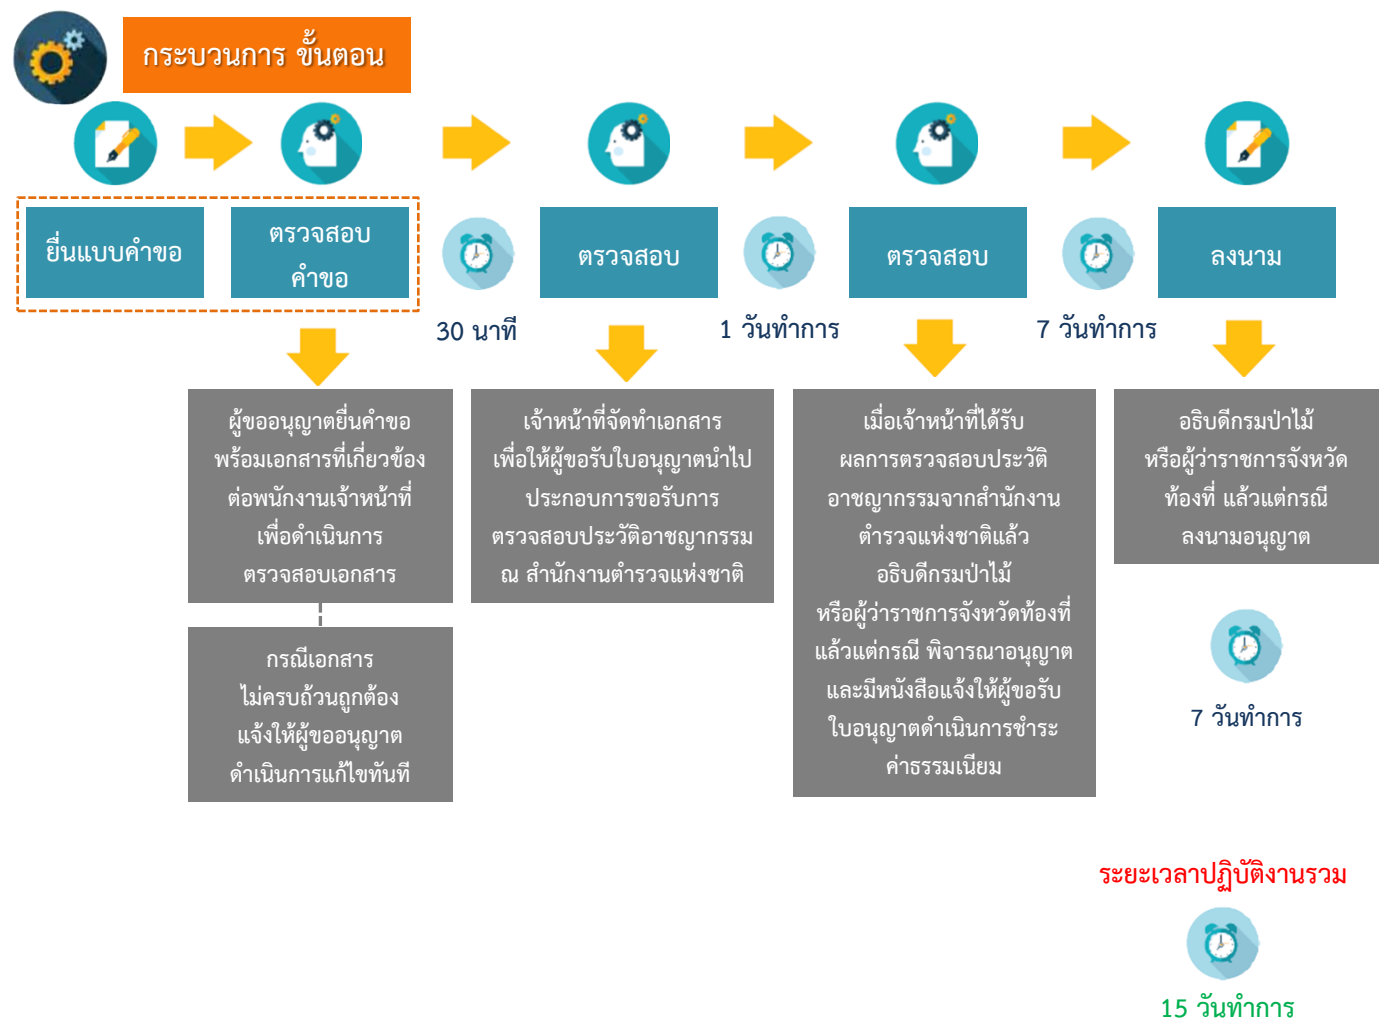 กระบวนการ ขั้นตอน
ยื่นแบบคำขอ
ตรวจสอบ
คำขอ
30 นาที
ตรวจสอบ
1 วันทำการ
ตรวจสอบ
7 วันทำการ
ลงนาม
ผู้ขออนุญาตยื่นคำขอ
พร้อมเอกสารที่เกี่ยวข้อง
ต่อพนักงานเจ้าหน้าที่
เพื่อดำเนินการ
ตรวจสอบเอกสาร
กรณีเอกสาร
ไม่ครบถ้วนถูกต้อง
แจ้งให้ผู้ขออนุญาต
ดำเนินการแก้ไขทันที
เจ้าหน้าที่จัดทำเอกสาร
เพื่อให้ผู้ขอรับใบอนุญาตนำไป
ประกอบการขอรับการ
ตรวจสอบประวัติอาชญากรรม
ณ สำนักงานตำรวจแห่งชาติ
เมื่อเจ้าหน้าที่ได้รับ
ผลการตรวจสอบประวัติ
อาชญากรรมจากสำนักงาน
ตำรวจแห่งชาติแล้ว
อธิบดีกรมป่าไม้
หรือผู้ว่าราชการจังหวัดท้องที่
แล้วแต่กรณี พิจารณาอนุญาต
และมีหนังสือแจ้งให้ผู้ขอรับ
ใบอนุญาตดำเนินการชำระ
ค่าธรรมเนียม
อธิบดีกรมป่าไม้
หรือผู้ว่าราชการจังหวัด
ท้องที่ แล้วแต่กรณี
ลงนามอนุญาต
7 วันทำการ
ระยะเวลาปฏิบัติงานรวม
15 วันทำการ